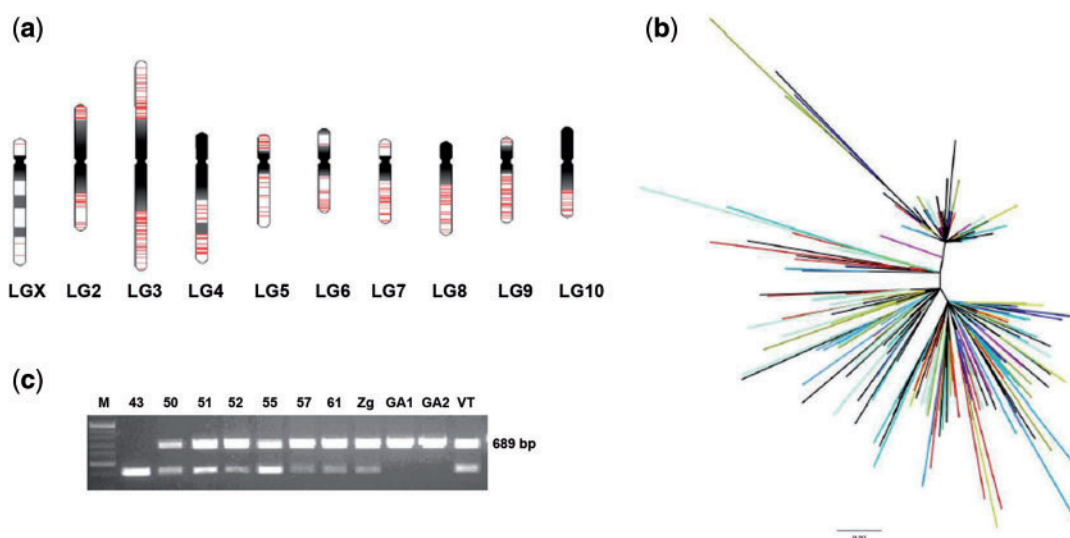 (a)
LGX LG2 LG3 LG4 LG5 LG6 LG7 LG8 LG9 LG10
(b)
(c)
M 43 50 51 52 55 57 61 Zg GA1 GA2 VT
689 bp